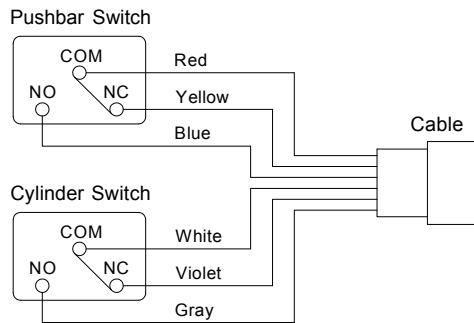 Pushbar Switch
COM
NO NC
Red
Yellow
Blue
Cable
Cylinder Switch
COM
NO NC
White
Violet
Gray